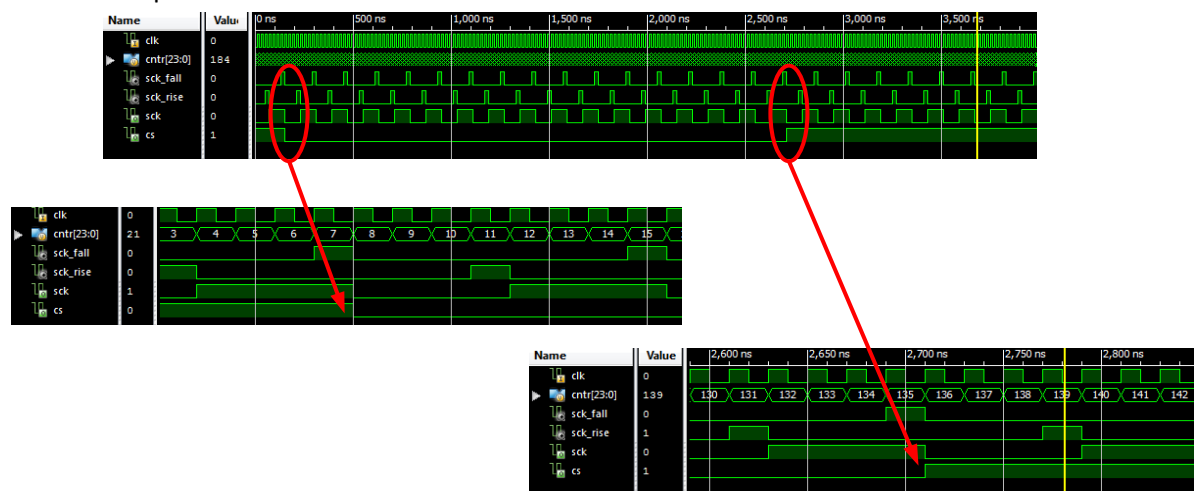 Name Valu 0 ns 500 ns 1,000 ns 1,500 ns 2,000 ns 2,500 ns 3,000 ns 3,500 ns
clk 0
cntr[23:0] 184
sck_fall 0
sck_rise 0
sck 0
cs 1
clk 0
cntr[23:0] 21 3 4 5 6 7 8 9 10 11 12 13 14 15
sck_fall 0
sck_rise 0
sck 1
cs 0
Name Value 2,600 ns 2,650 ns 2,700 ns 2,750 ns 2,800 ns
clk 0
cntr[23:0] 139 130 131 132 133 134 135 136 137 138 139 140 141 142
sck_fall 0
sck_rise 1
sck 0
cs 1